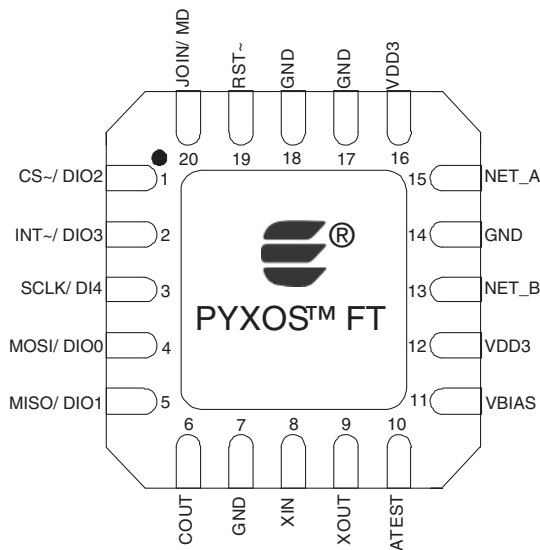 JOIN/ MD
RST~
GND
GND
VDD3
20 19 18 17 16
CS~/ DIO2 1
15 NET_A
INT~/ DIO3 2
14 GND
SCLK/ DI4 3
13 NET_B
MOSI/ DIO0 4
12 VDD3
MISO/ DIO1 5
11 VBIAS
®
PYXOS™ FT
6 7 8 9 10
COUT
GND
XIN
XOUT
ATEST